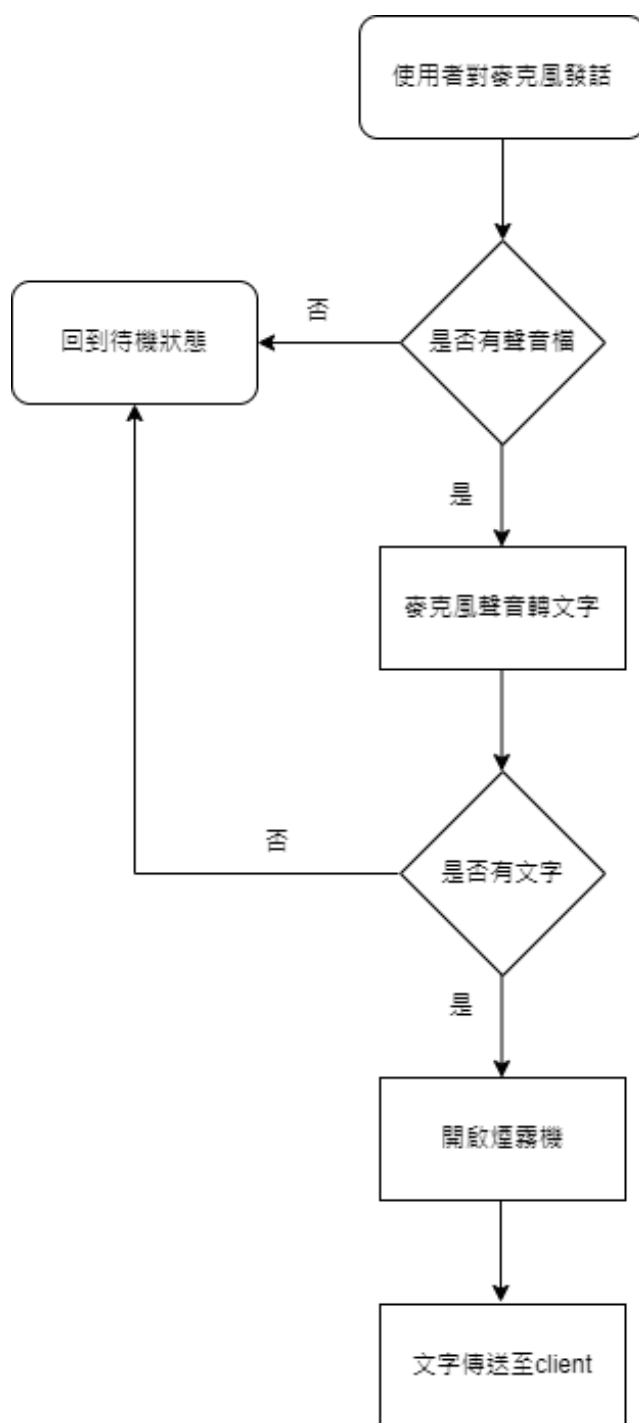 使用者對麥克風發話
是否有聲音檔
否
回到待機狀態
是
麥克風聲音轉文字
是否有文字
否
是
開啟煙霧機
文字傳送至client